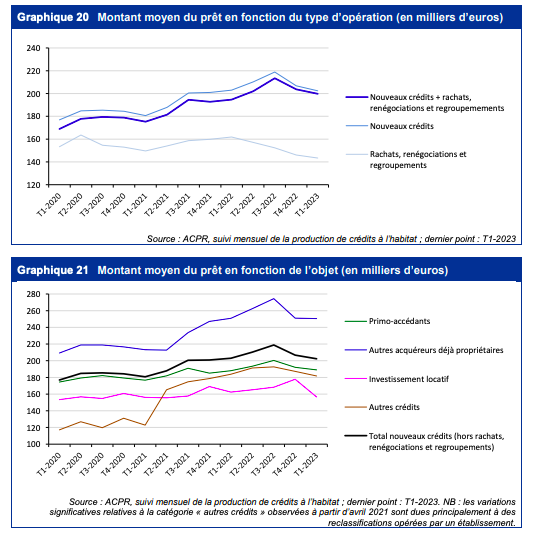 Graphique 20 Montant moyen du prêt en fonction du type d'opération (en milliers d'euros)
240
220
200
180
160
140
120
T1-2020
T2-2020
T3-2020
T4-2020
T1-2021
T2-2021
T3-2021
T4-2021
T1-2022
T2-2022
T3-2022
T4-2022
T1-2023
Nouveaux crédits + rachats,
renégociations et regroupemements
Nouveaux crédits
Rachats, renégociations et
regroupements
Source : ACPR, suivi mensuel de la production de crédits à l'habitat ; dernier point : T1-2023
Graphique 21 Montant moyen du prêt en fonction de l'objet (en milliers d'euros)
280
260
240
220
200
180
160
140
120
100
T1-2020
T2-2020
T3-2020
T4-2020
T1-2021
T2-2021
T3-2021
T4-2021
T1-2022
T2-2022
T3-2022
T4-2022
T1-2023
Primo-accédants
Autres acquéreurs déjà propriétaires
Investissement locatif
Autres crédits
Total nouveaux crédits (hors rachats,
renégociations et regroupements)
Source : ACPR, suivi mensuel de la production de crédits à l'habitat ; dernier point : T1-2023. NB : les variations
significatives relatives à la catégorie « autres crédits » observées à partir d'avril 2021 sont dues principalement à des
reclassifications opérées par un établissement.